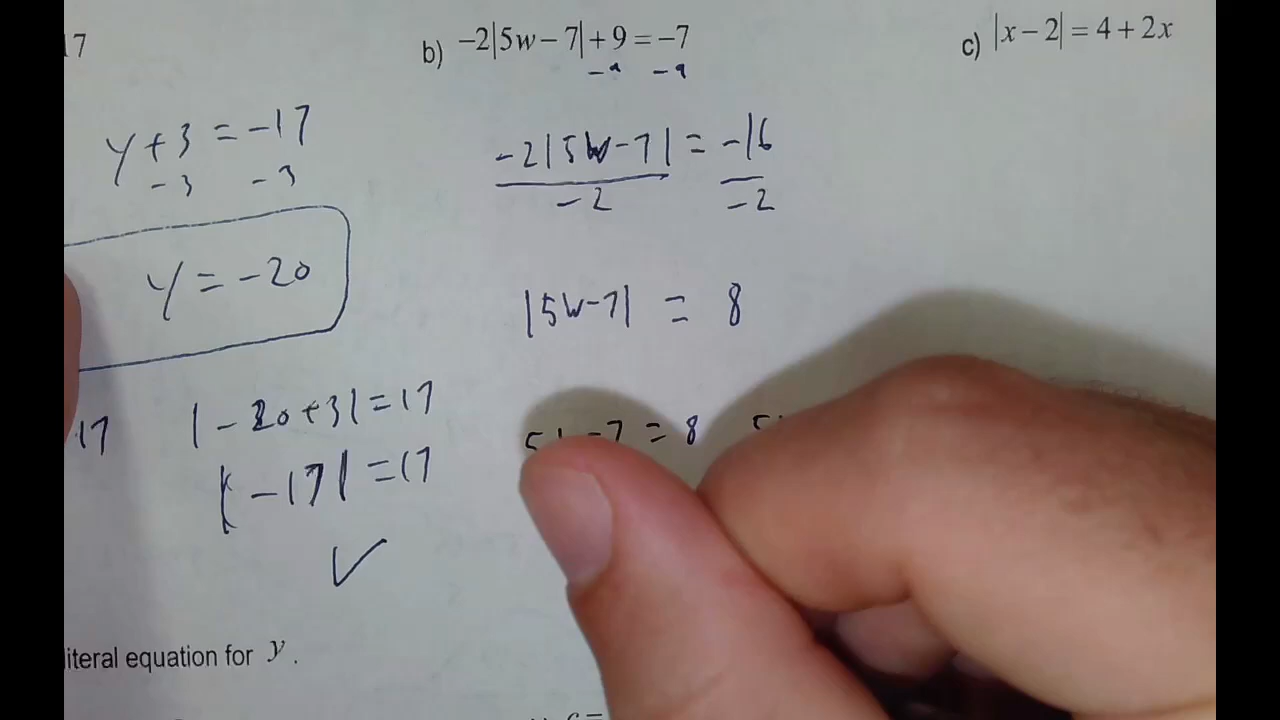 17
y + 3 = -17
- 3 - 3
y = -20
17
|-20 + 3| = 17
|-17| = 17
✓
literal equation for y.
b) -2|5w - 7| + 9 = -7
-9 -9
-2|5w - 7| = -16
-2 -2
|5w - 7| = 8
-7 = 8
c) |x - 2| = 4 + 2x